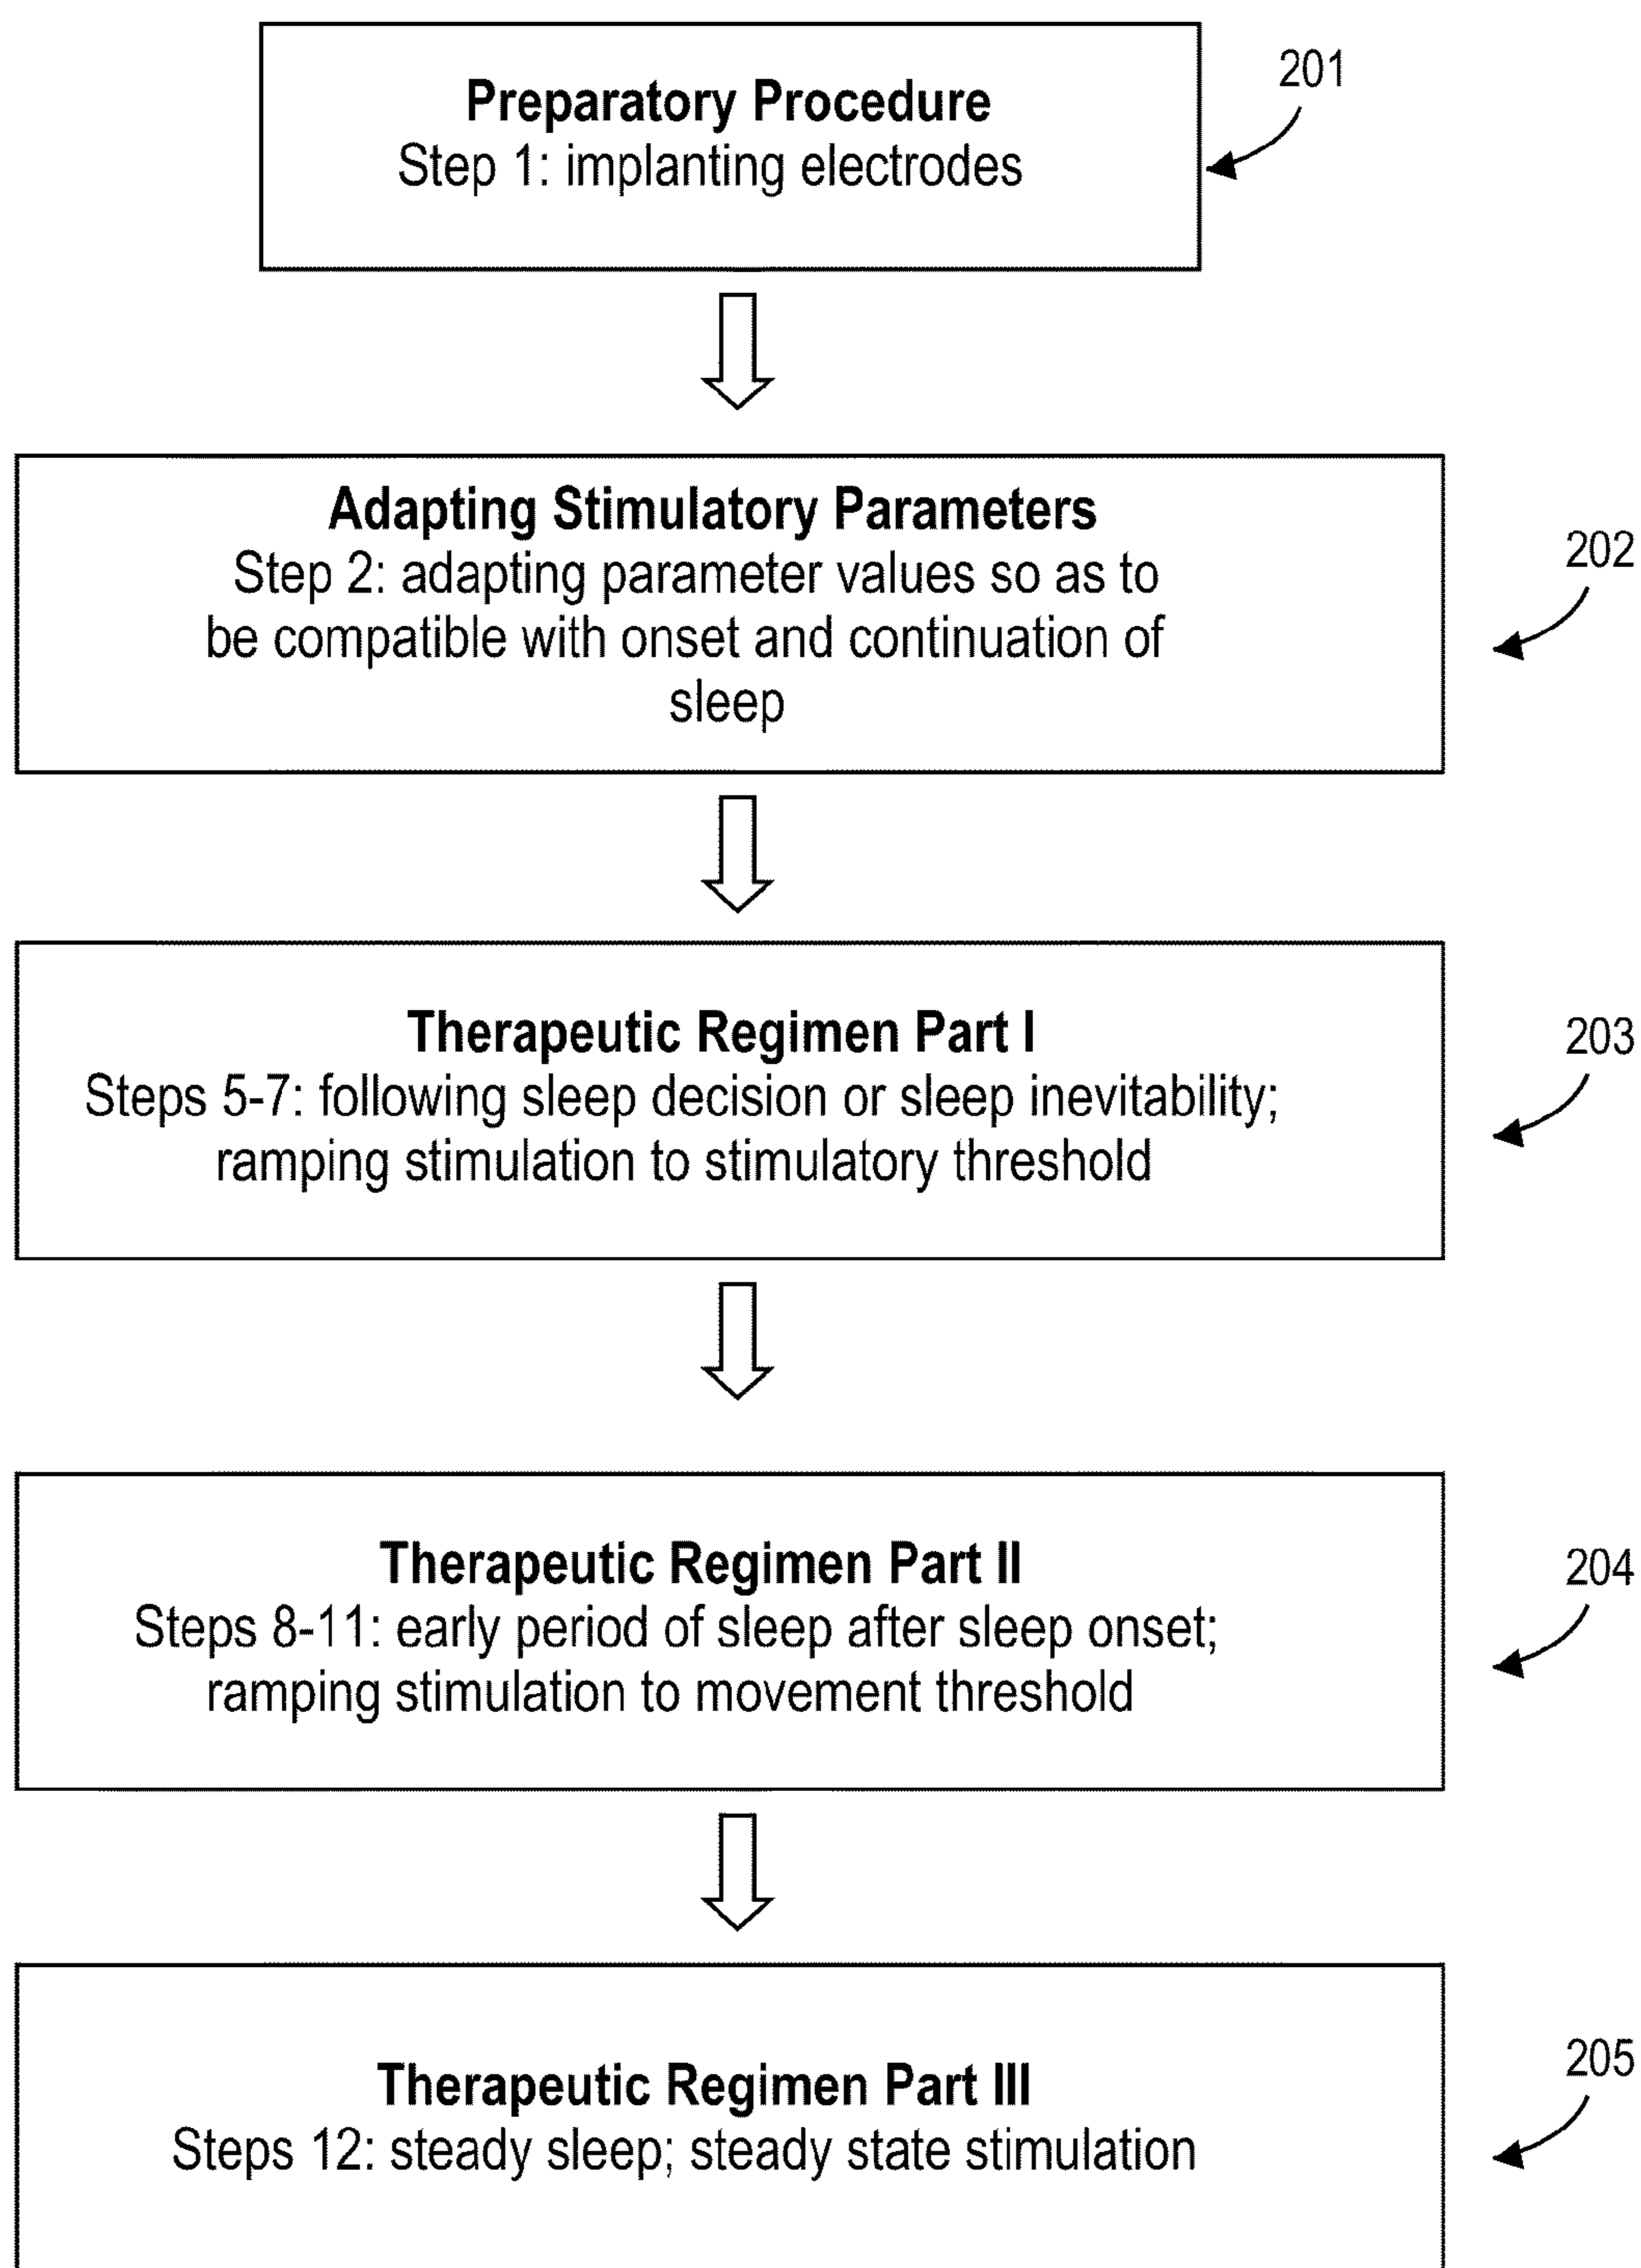 Preparatory Procedure
201
Step 1: implanting electrodes
Adapting Stimulatory Parameters
202
Step 2: adapting parameter values so as to
be compatible with onset and continuation of
sleep
Therapeutic Regimen Part I
203
Steps 5-7: following sleep decision or sleep inevitability;
ramping stimulation to stimulatory threshold
Therapeutic Regimen Part II
204
Steps 8-11: early period of sleep after sleep onset;
ramping stimulation to movement threshold
Therapeutic Regimen Part III
205
Steps 12: steady sleep; steady state stimulation